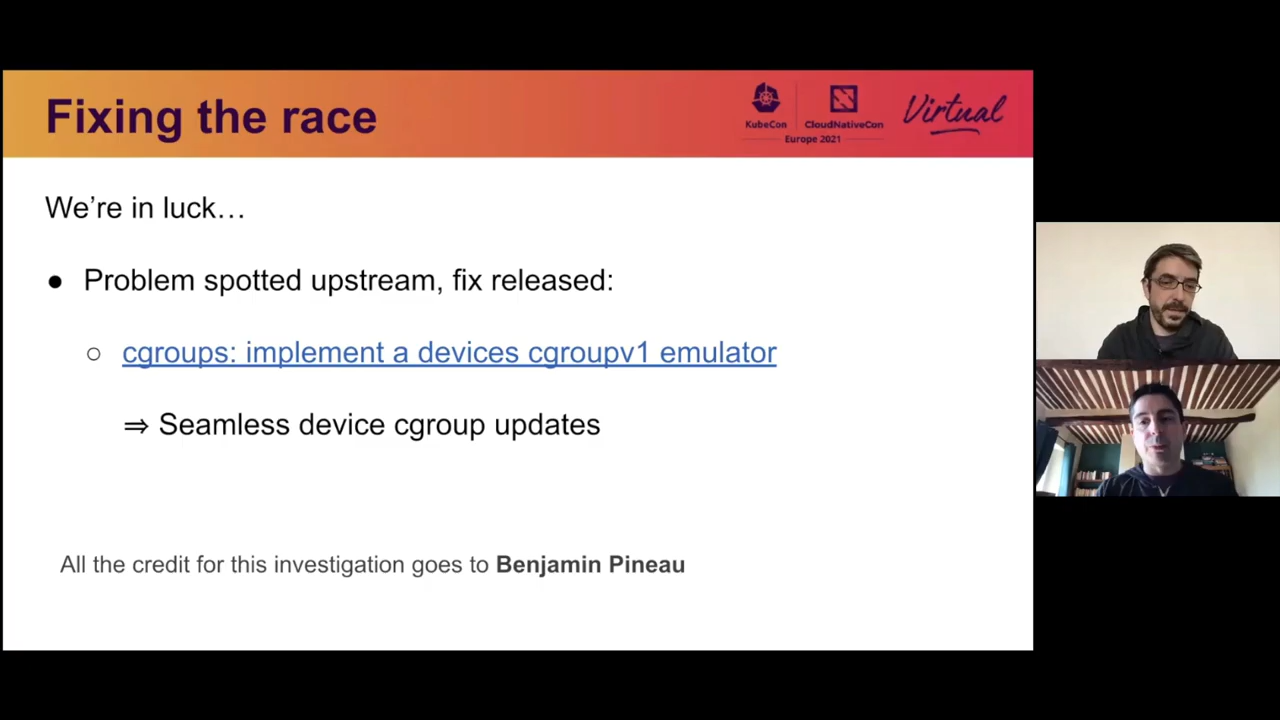 Fixing the race
KubeCon
CloudNativeCon
Europe 2021
Virtual
We're in luck…
● Problem spotted upstream, fix released:
○ cgroups: implement a devices cgroupv1 emulator
⇒ Seamless device cgroup updates
All the credit for this investigation goes to Benjamin Pineau